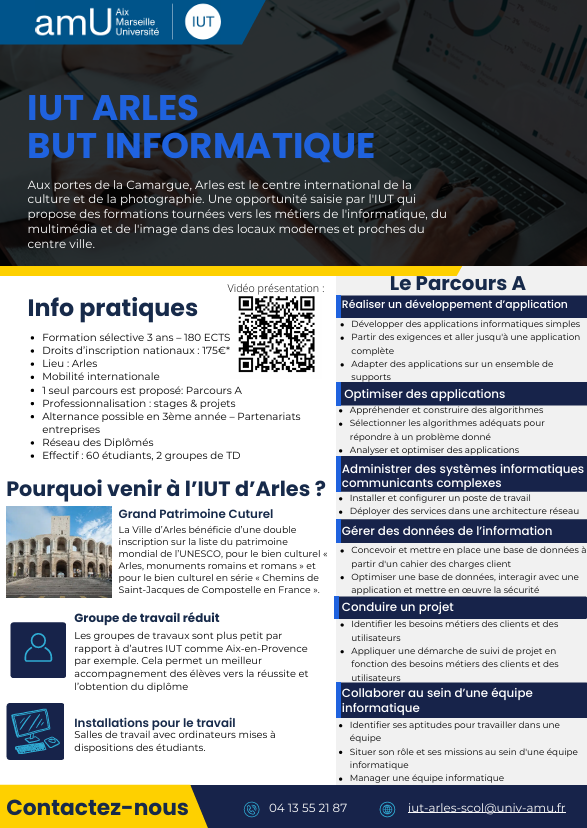 amU Aix
Marseille
Université
IUT
IUT ARLES
BUT INFORMATIQUE
Aux portes de la Camargue, Arles est le centre international de la
culture et de la photographie. Une opportunité saisie par l'IUT qui
propose des formations tournées vers les métiers de l'informatique, du
multimédia et de l'image dans des locaux modernes et proches du
centre ville.
Vidéo présentation :
Info pratiques
Formation sélective 3 ans – 180 ECTS
Droits d'inscription nationaux : 175€*
Lieu : Arles
Mobilité internationale
1 seul parcours est proposé: Parcours A
Professionnalisation : stages & projets
Alternance possible en 3ème année – Partenariats
entreprises
Réseau des Diplômés
Effectif : 60 étudiants, 2 groupes de TD
Pourquoi venir à l'IUT d'Arles ?
Grand Patrimoine Cuturel
La Ville d'Arles bénéficie d'une double
inscription sur la liste du patrimoine
mondial de l'UNESCO, pour le bien culturel «
Arles, monuments romains et romans » et
pour le bien culturel en série « Chemins de
Saint-Jacques de Compostelle en France ».
Groupe de travail réduit
Les groupes de travaux sont plus petit par
rapport à d'autres IUT comme Aix-en-Provence
par exemple. Cela permet un meilleur
accompagnement des élèves vers la réussite et
l'obtention du diplôme
Installations pour le travail
Salles de travail avec ordinateurs mises à
dispositions des étudiants.
Le Parcours A
Réaliser un développement d'application
Développer des applications informatiques simples
Partir des exigences et aller jusqu'à une application
complète
Adapter des applications sur un ensemble de
supports
Optimiser des applications
Appréhender et construire des algorithmes
Sélectionner les algorithmes adéquats pour
répondre à un problème donné
Analyser et optimiser des applications
Administrer des systèmes informatiques
communicants complexes
Installer et configurer un poste de travail
Déployer des services dans une architecture réseau
Gérer des données de l'information
Concevoir et mettre en place une base de données à
partir d'un cahier des charges client
Optimiser une base de données, interagir avec une
application et mettre en œuvre la sécurité
Conduire un projet
Identifier les besoins métiers des clients et des
utilisateurs
Appliquer une démarche de suivi de projet en
fonction des besoins métiers des clients et des
utilisateurs
Collaborer au sein d'une équipe
informatique
Identifier ses aptitudes pour travailler dans une
équipe
Situer son rôle et ses missions au sein d'une équipe
informatique
Manager une équipe informatique
Contactez-nous
04 13 55 21 87
iut-arles-scol@univ-amu.fr